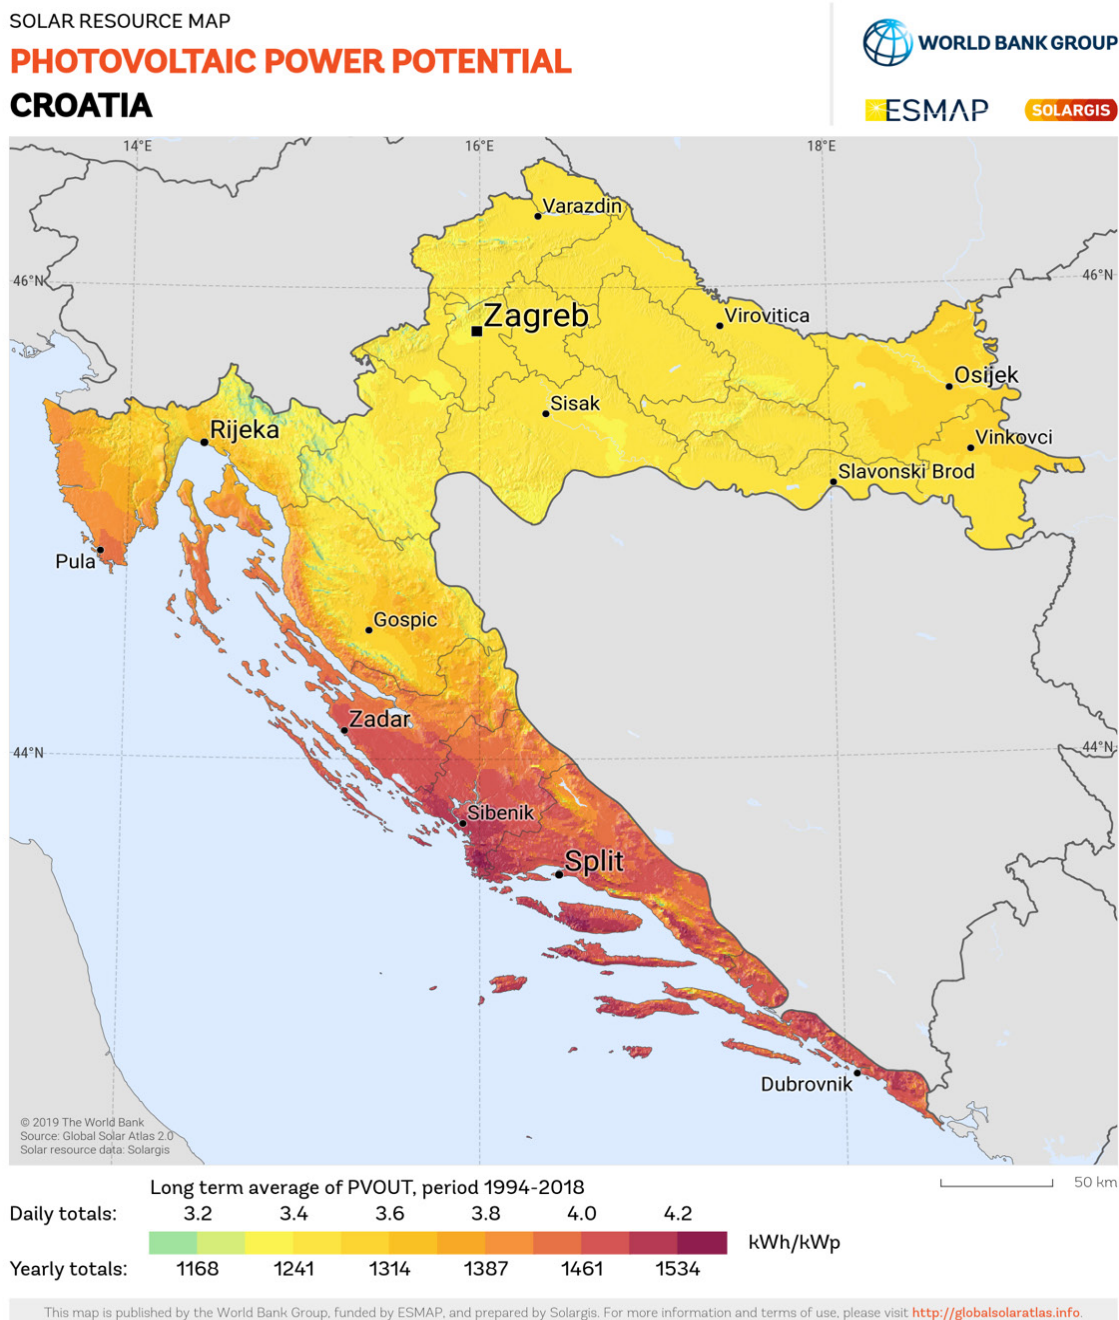 SOLAR RESOURCE MAP
PHOTOVOLTAIC POWER POTENTIAL
CROATIA
WORLD BANK GROUP
ESMAP
SOLARGIS
14°E
16°E
18°E
Varazdin
46°N
46°N
Zagreb
Virovitica
Osijek
Sisak
Rijeka
Vinkovci
Slavonski Brod
Pula
Gospic
Zadar
44°N
44°N
Sibenik
Split
Dubrovnik
© 2019 The World Bank
Source: Global Solar Atlas 2.0
Solar resource data: Solargis
50 km
Long term average of PVOUT, period 1994-2018
Daily totals: 3.2 3.4 3.6 3.8 4.0 4.2
kWh/kWp
Yearly totals: 1168 1241 1314 1387 1461 1534
This map is published by the World Bank Group, funded by ESMAP, and prepared by Solargis. For more information and terms of use, please visit http://globalsolaratlas.info.